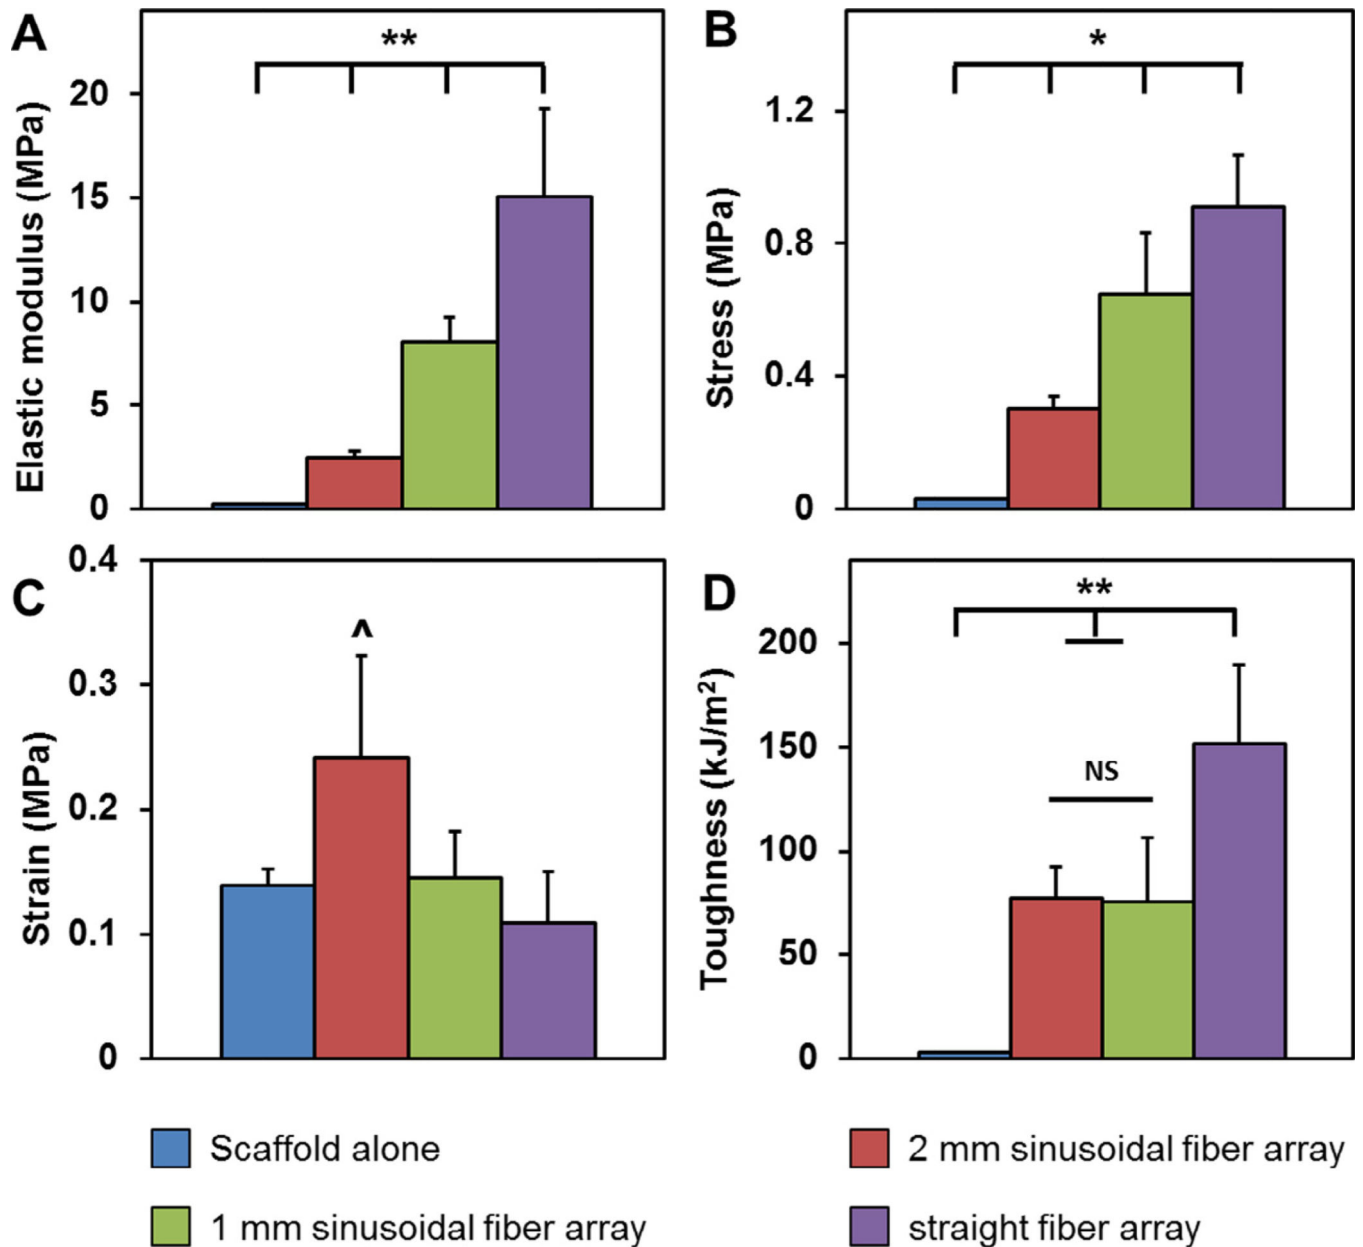 A
**
Elastic modulus (MPa)
20
15
10
5
0
B
*
Stress (MPa)
1.2
0.8
0.4
0
C
^
Strain (MPa)
0.4
0.3
0.2
0.1
0
D
**
NS
Toughness (kJ/m²)
200
150
100
50
0
Scaffold alone
2 mm sinusoidal fiber array
1 mm sinusoidal fiber array
straight fiber array